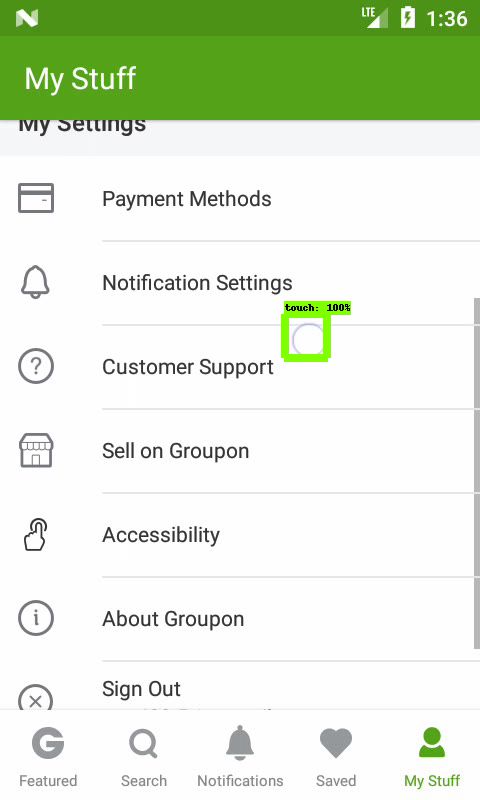 LTE 1:36
My Stuff
My Settings
Payment Methods
Notification Settings
touch: 100%
Customer Support
Sell on Groupon
Accessibility
About Groupon
Sign Out
Featured Search Notifications Saved My Stuff